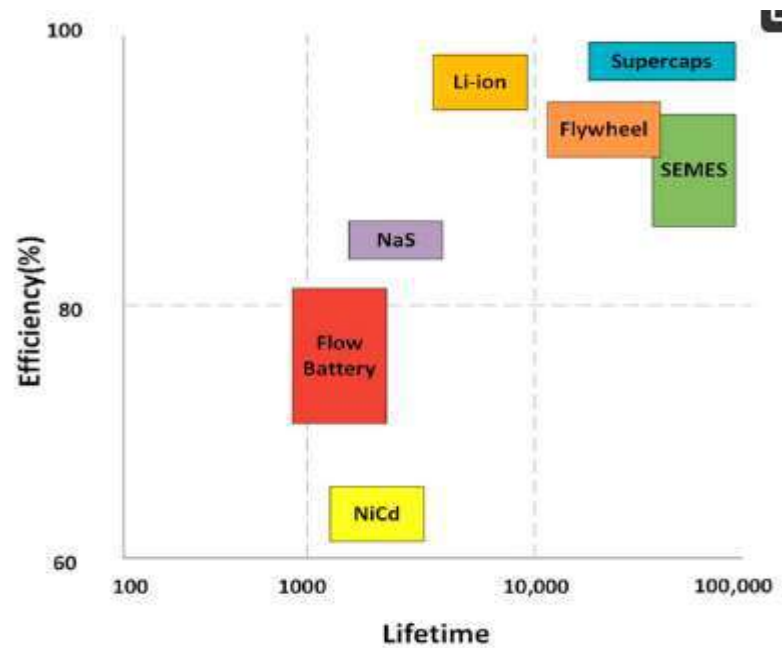 100
Supercaps
Li-ion
Flywheel
SEMES
NaS
Efficiency(%)
80
Flow
Battery
NiCd
60
100
1000
10,000
100,000
Lifetime